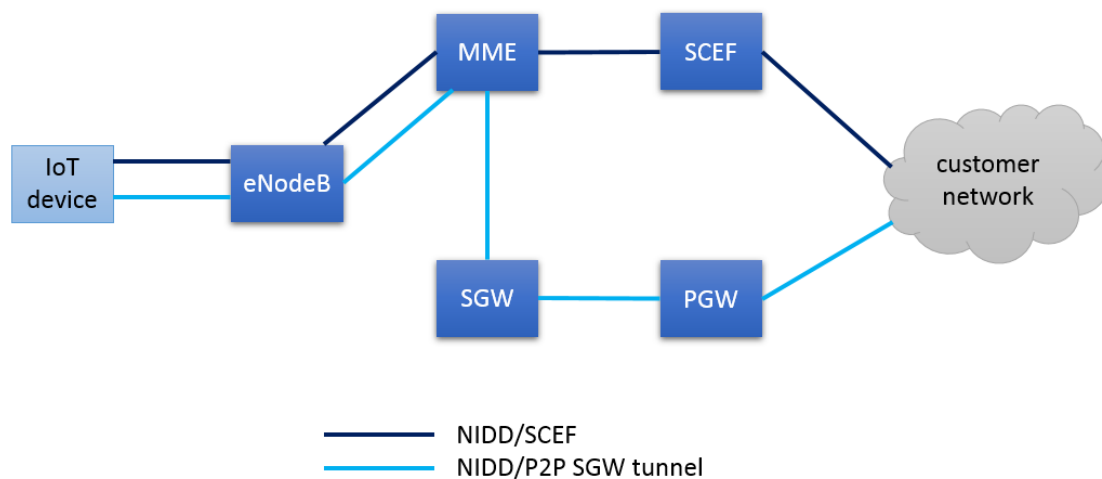 MME
SCEF
IoT
device
eNodeB
customer
network
SGW
PGW
NIDD/SCEF
NIDD/P2P SGW tunnel